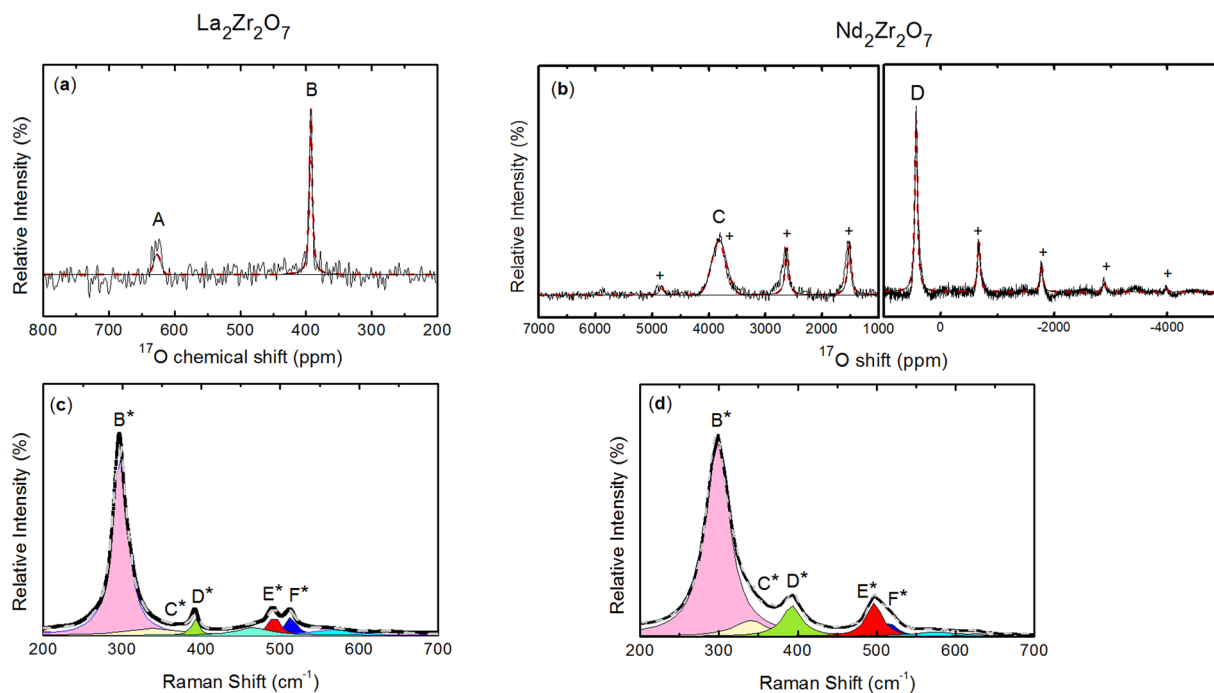 La₂Zr₂O₇
Nd₂Zr₂O₇
(a)
A
B
Relative Intensity (%)
800 700 600 500 400 300 200
¹⁷O chemical shift (ppm)
(b)
C
+ + + +
D
+ + + +
Relative Intensity (%)
7000 6000 5000 4000 3000 2000 1000 0 -2000 -4000
¹⁷O shift (ppm)
(c)
B*
C*
D*
E*
F*
Relative Intensity (%)
200 300 400 500 600 700
Raman Shift (cm⁻¹)
(d)
B*
C*
D*
E*
F*
Relative Intensity (%)
200 300 400 500 600 700
Raman Shift (cm⁻¹)